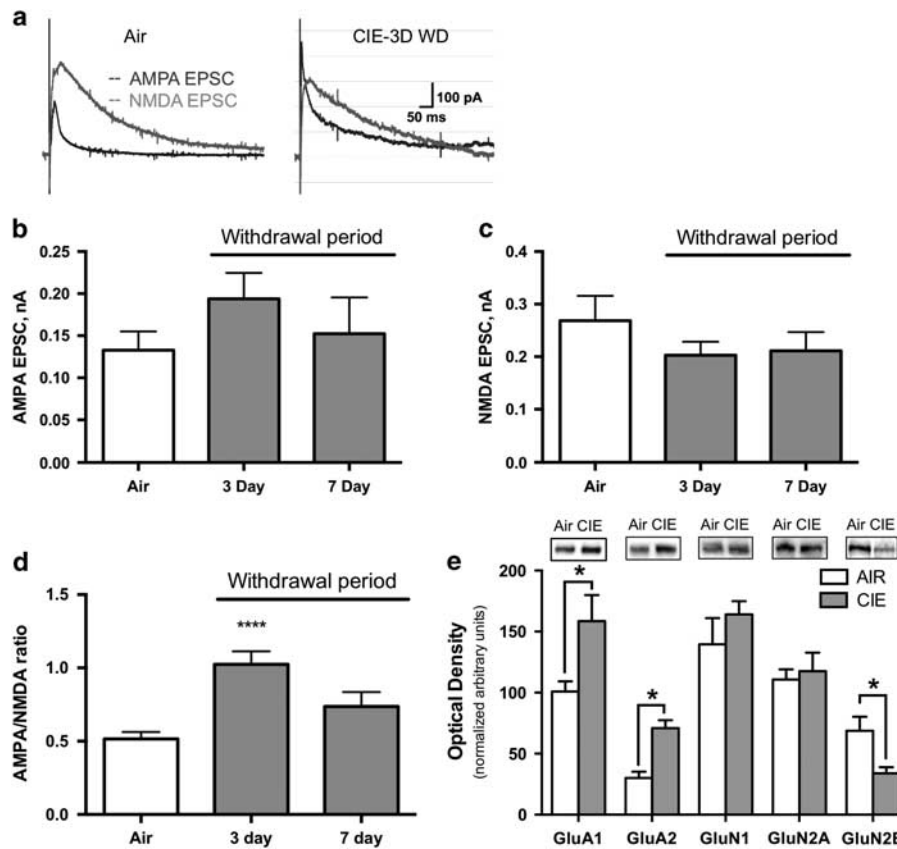 a
Air
CIE-3D WD
-- AMPA EPSC
-- NMDA EPSC
100 pA
50 ms
b
Withdrawal period
AMPA EPSC, nA
0.25
0.20
0.15
0.10
0.05
0.00
Air
3 Day
7 Day
c
Withdrawal period
NMDA EPSC, nA
0.4
0.3
0.2
0.1
0.0
Air
3 Day
7 Day
d
Withdrawal period
AMPA/NMDA ratio
1.5
1.0
0.5
0.0
****
Air
3 day
7 day
e
Air CIE
Air CIE
Air CIE
Air CIE
Air CIE
AIR
CIE
Optical Density
(normalized arbitrary units)
200
150
100
50
0
*
*
*
GluA1
GluA2
GluN1
GluN2A
GluN2B